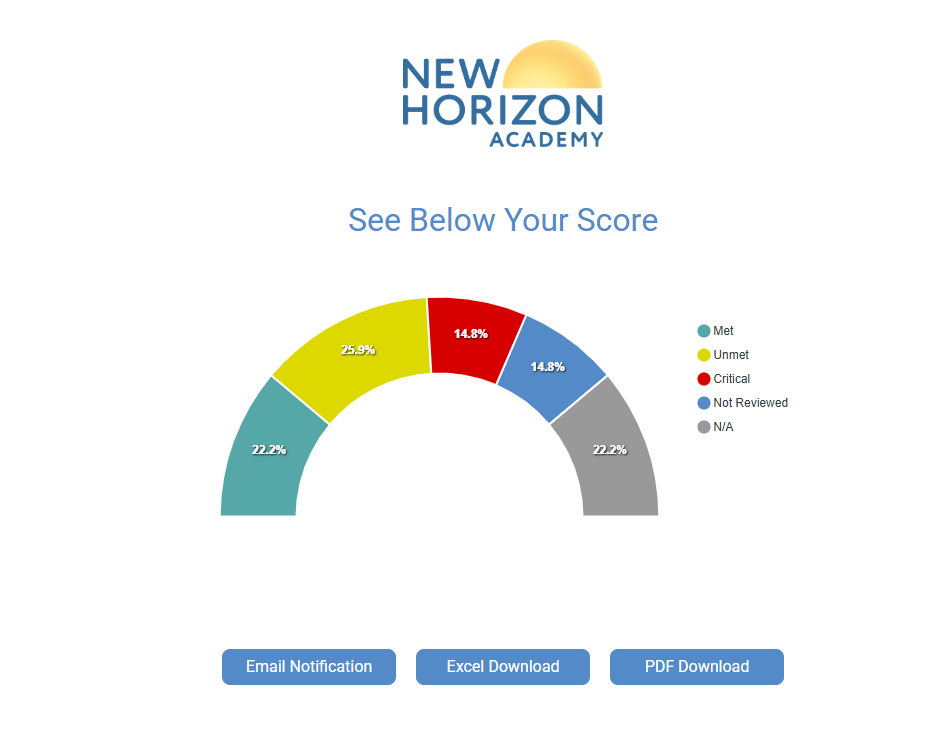 NEW
HORIZON
ACADEMY
See Below Your Score
22.2%
25.9%
14.8%
14.8%
22.2%
Met
Unmet
Critical
Not Reviewed
N/A
Email Notification
Excel Download
PDF Download